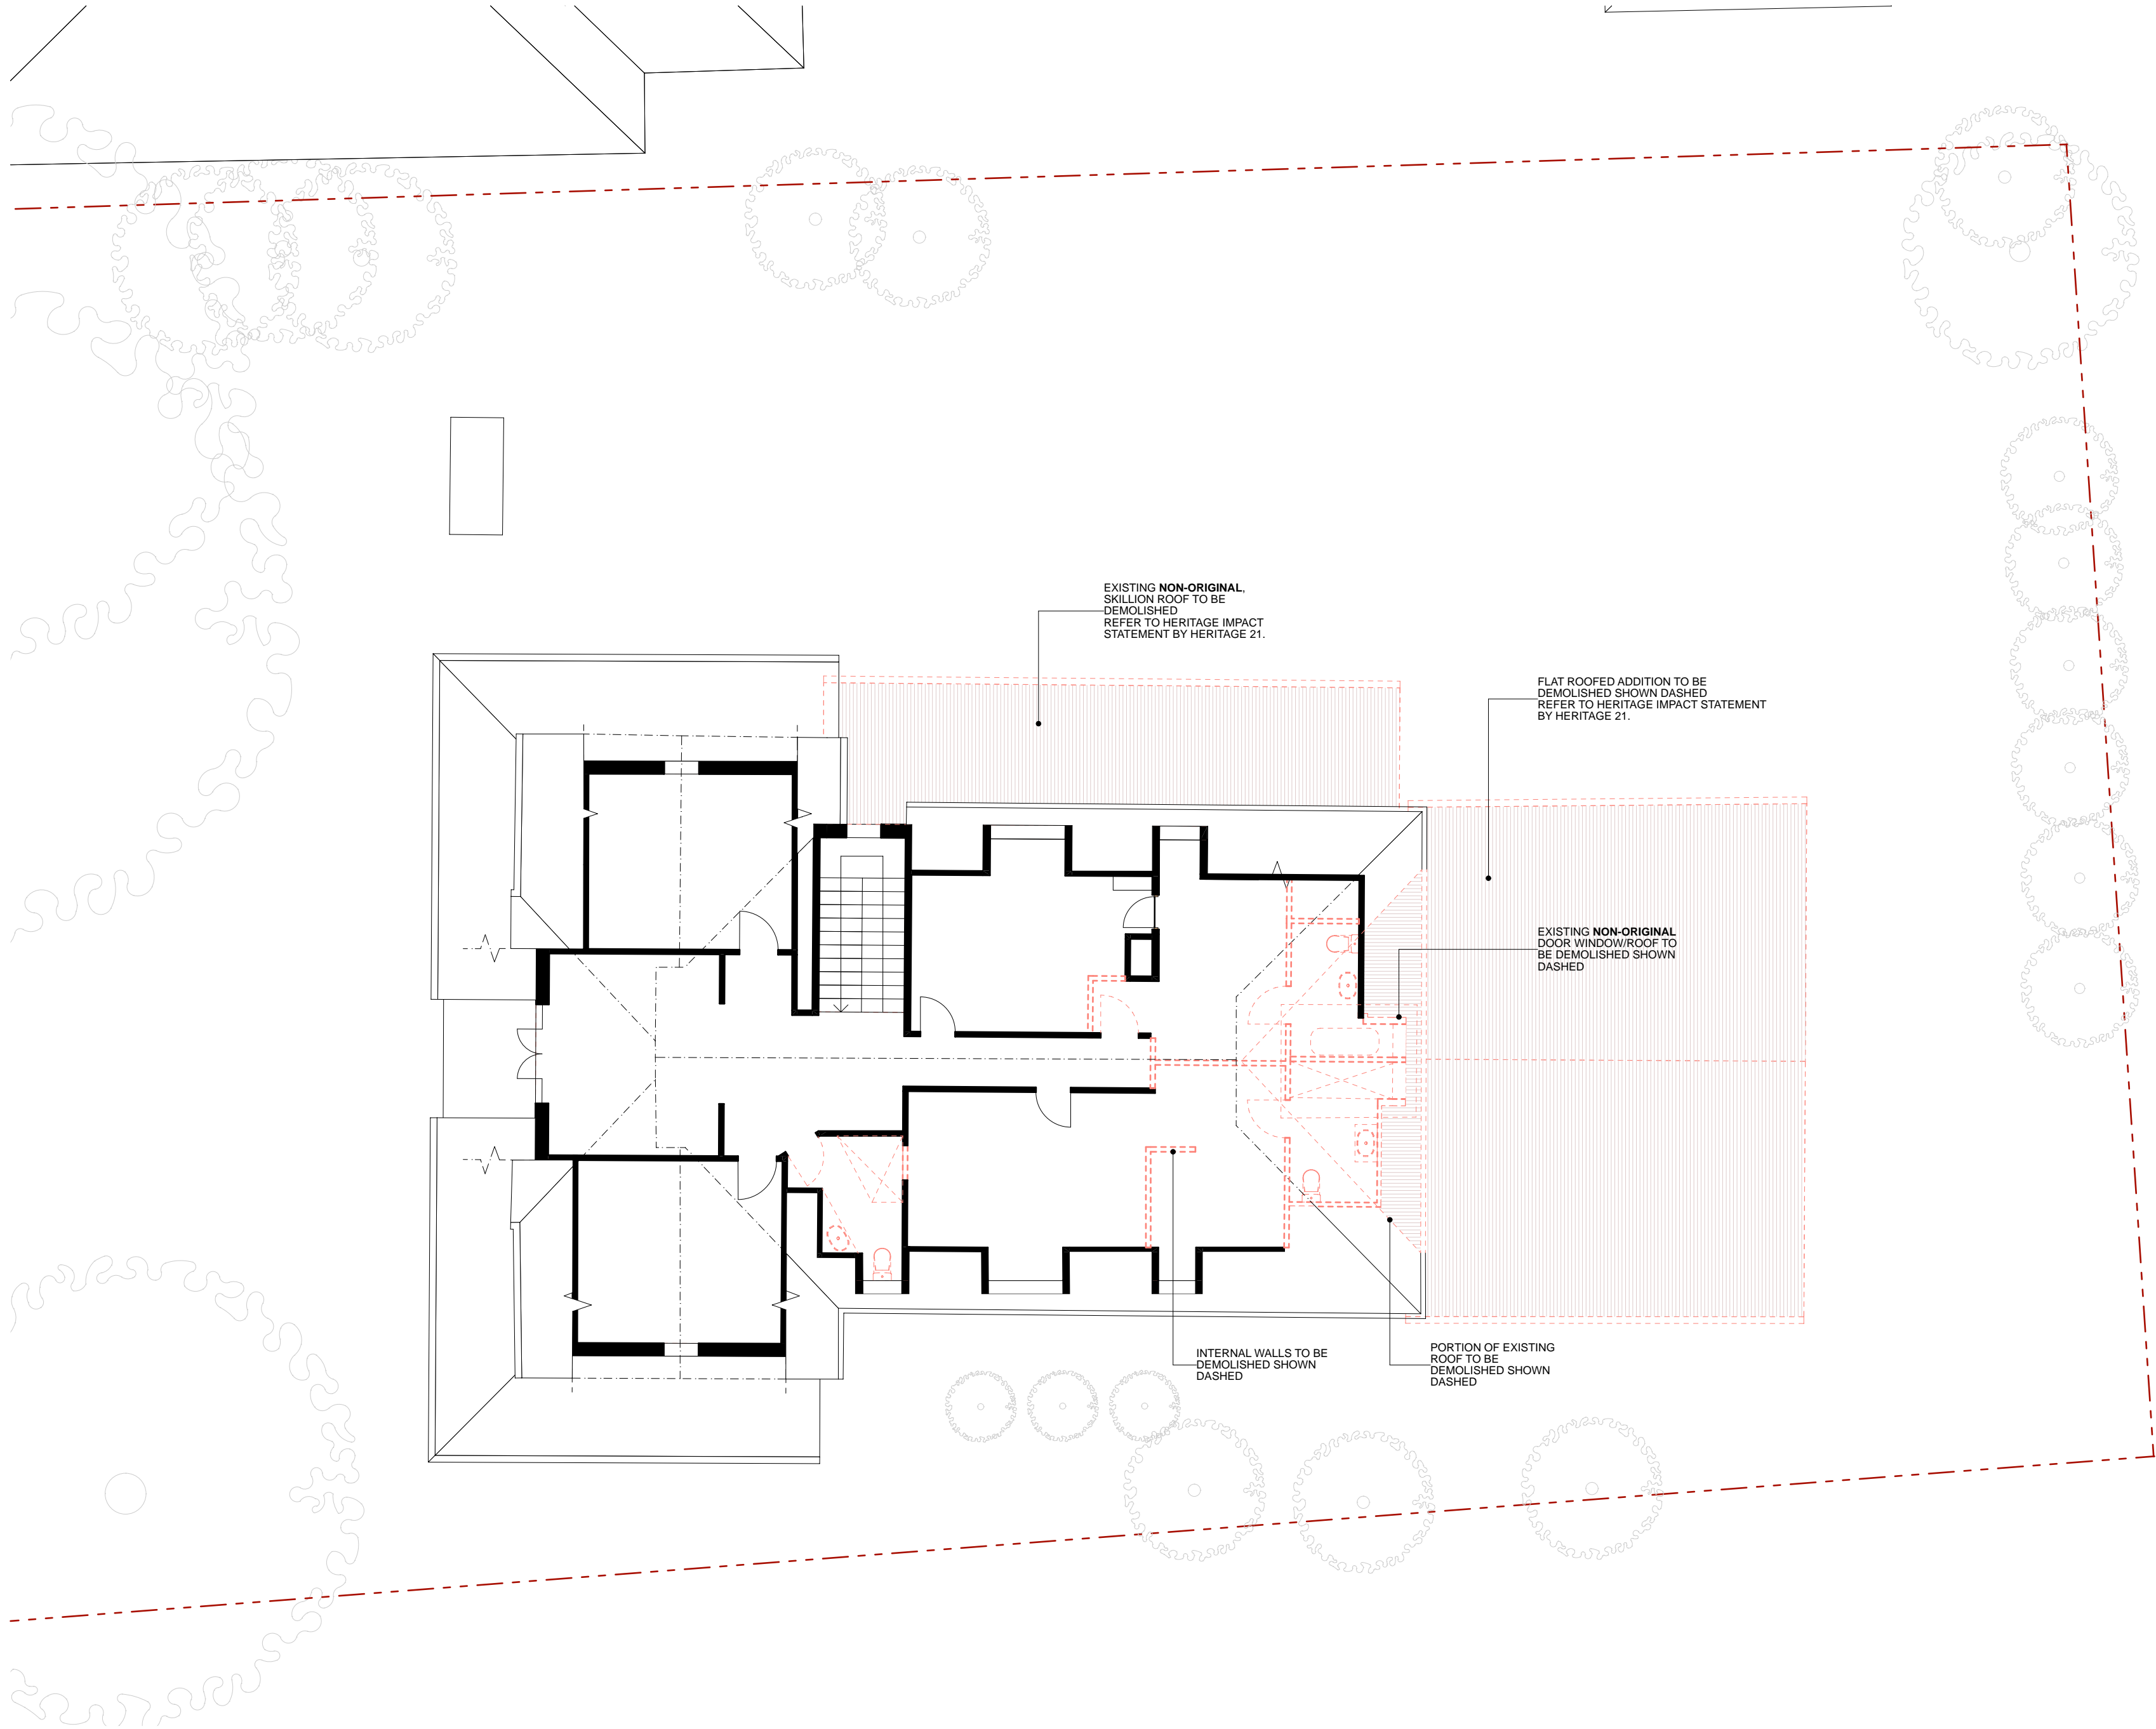 EXISTING NON-ORIGINAL,
SKILLION ROOF TO BE
DEMOLISHED
REFER TO HERITAGE IMPACT
STATEMENT BY HERITAGE 21.
FLAT ROOFED ADDITION TO BE
DEMOLISHED SHOWN DASHED
REFER TO HERITAGE IMPACT STATEMENT
BY HERITAGE 21.
EXISTING NON-ORIGINAL
DOOR WINDOW/ROOF TO
BE DEMOLISHED SHOWN
DASHED
INTERNAL WALLS TO BE
DEMOLISHED SHOWN
DASHED
PORTION OF EXISTING
ROOF TO BE
DEMOLISHED SHOWN
DASHED